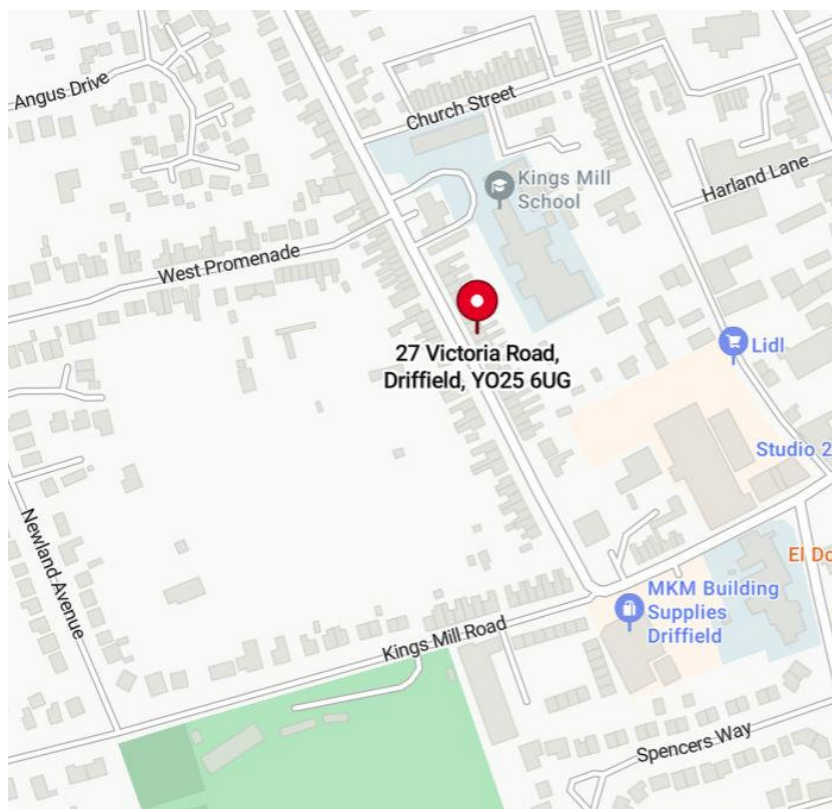 Angus Drive
Church Street
Kings Mill
School
Harland Lane
West Promenade
27 Victoria Road,
Driffield, YO25 6UG
Lidl
Studio 2
Newland Avenue
El Do
MKM Building
Supplies
Driffield
Kings Mill Road
Spencers Way